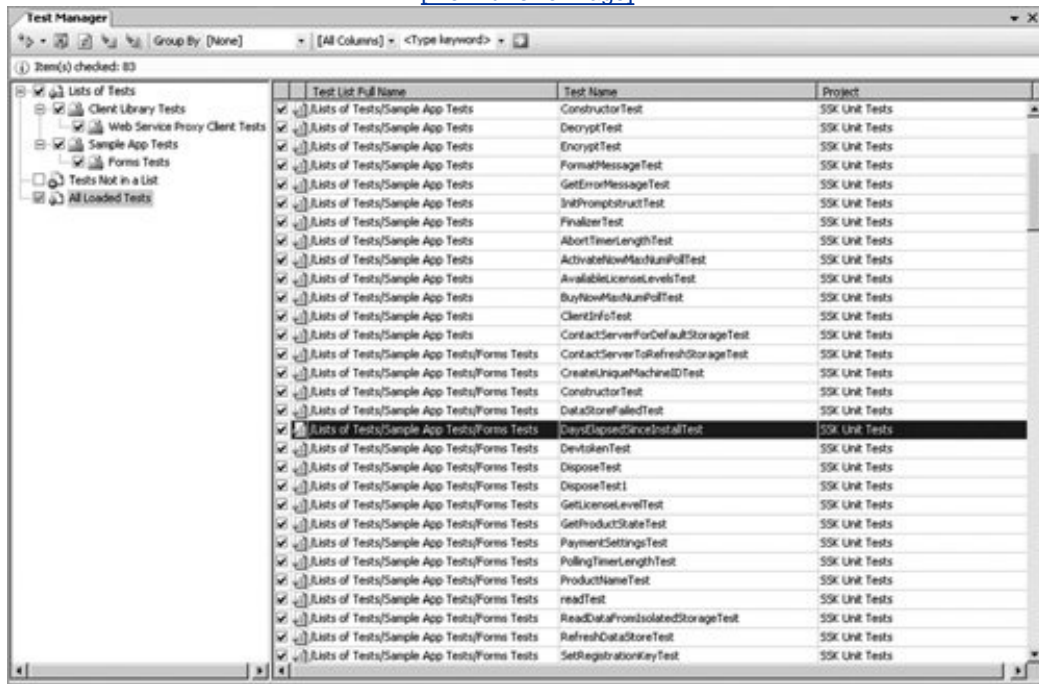 Test Manager
Group By [None] [All Columns] <Type keyword>
Item(s) checked: 83
Lists of Tests
Client Library Tests
Web Service Proxy Client Tests
Sample App Tests
Forms Tests
Tests Not in a List
All Loaded Tests
Test List Full Name Test Name Project
/Lists of Tests/Sample App Tests ConstructorTest SSK Unit Tests
/Lists of Tests/Sample App Tests DecryptTest SSK Unit Tests
/Lists of Tests/Sample App Tests EncryptTest SSK Unit Tests
/Lists of Tests/Sample App Tests FormatMessageTest SSK Unit Tests
/Lists of Tests/Sample App Tests GetErrorMessageTest SSK Unit Tests
/Lists of Tests/Sample App Tests InitPromptstructTest SSK Unit Tests
/Lists of Tests/Sample App Tests FinalizerTest SSK Unit Tests
/Lists of Tests/Sample App Tests AbortTimerLengthTest SSK Unit Tests
/Lists of Tests/Sample App Tests ActivateNowMaxNumPollTest SSK Unit Tests
/Lists of Tests/Sample App Tests AvailableLicenseLevelsTest SSK Unit Tests
/Lists of Tests/Sample App Tests BuyNowMaxNumPollTest SSK Unit Tests
/Lists of Tests/Sample App Tests ClientInfoTest SSK Unit Tests
/Lists of Tests/Sample App Tests ContactServerForDefaultStorageTest SSK Unit Tests
/Lists of Tests/Sample App Tests/Forms Tests ContactServerToRefreshStorageTest SSK Unit Tests
/Lists of Tests/Sample App Tests/Forms Tests CreateUniqueMachineIDTest SSK Unit Tests
/Lists of Tests/Sample App Tests/Forms Tests ConstructorTest SSK Unit Tests
/Lists of Tests/Sample App Tests/Forms Tests DataStoreFailedTest SSK Unit Tests
/Lists of Tests/Sample App Tests/Forms Tests DaysElapsedSinceInstallTest SSK Unit Tests
/Lists of Tests/Sample App Tests/Forms Tests DevtokenTest SSK Unit Tests
/Lists of Tests/Sample App Tests/Forms Tests DisposeTest SSK Unit Tests
/Lists of Tests/Sample App Tests/Forms Tests DisposeTest1 SSK Unit Tests
/Lists of Tests/Sample App Tests/Forms Tests GetLicenseLevelTest SSK Unit Tests
/Lists of Tests/Sample App Tests/Forms Tests GetProductStateTest SSK Unit Tests
/Lists of Tests/Sample App Tests/Forms Tests PaymentSettingsTest SSK Unit Tests
/Lists of Tests/Sample App Tests/Forms Tests PollingTimerLengthTest SSK Unit Tests
/Lists of Tests/Sample App Tests/Forms Tests ProductNameTest SSK Unit Tests
/Lists of Tests/Sample App Tests/Forms Tests readTest SSK Unit Tests
/Lists of Tests/Sample App Tests/Forms Tests ReadDataFromIsolatedStorageTest SSK Unit Tests
/Lists of Tests/Sample App Tests/Forms Tests RefreshDataStoreTest SSK Unit Tests
/Lists of Tests/Sample App Tests/Forms Tests SetRegistrationKeyTest SSK Unit Tests